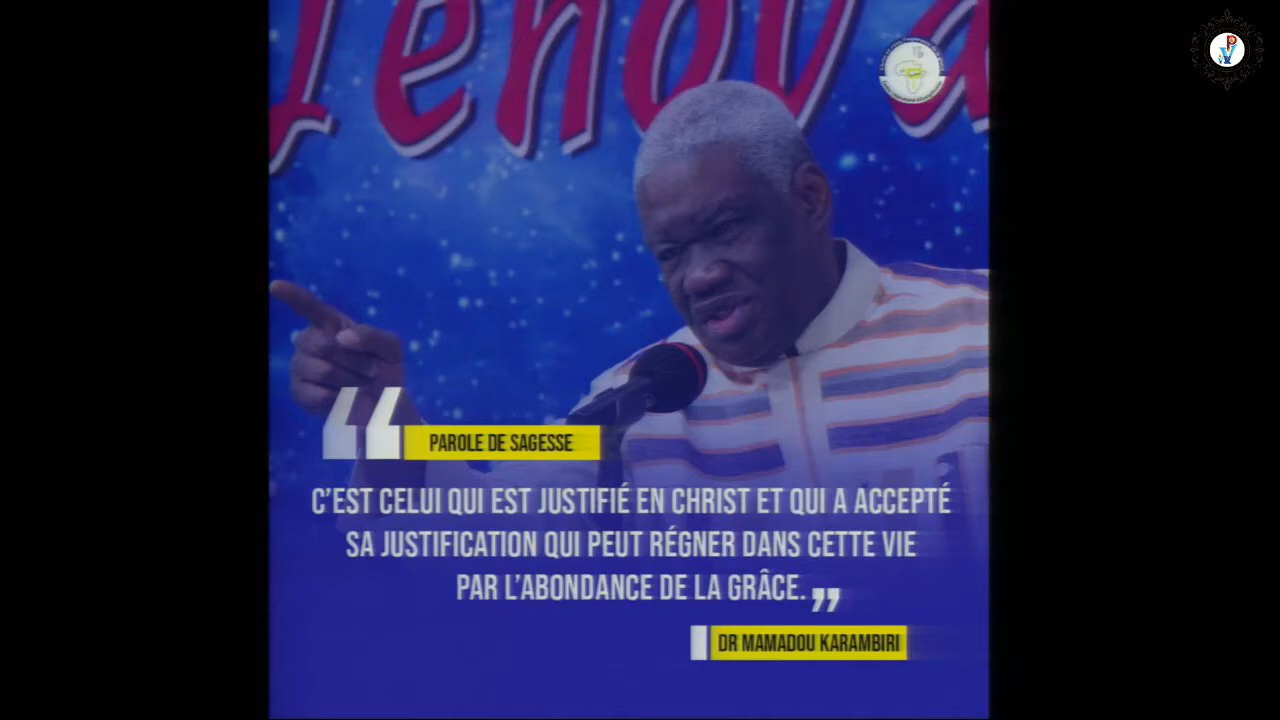 PAROLE DE SAGESSE
C’EST CELUI QUI EST JUSTIFIÉ EN CHRIST ET QUI A ACCEPTÉ
SA JUSTIFICATION QUI PEUT RÉGNER DANS CETTE VIE
PAR L’ABONDANCE DE LA GRÂCE.”
DR MAMADOU KARAMBIRI